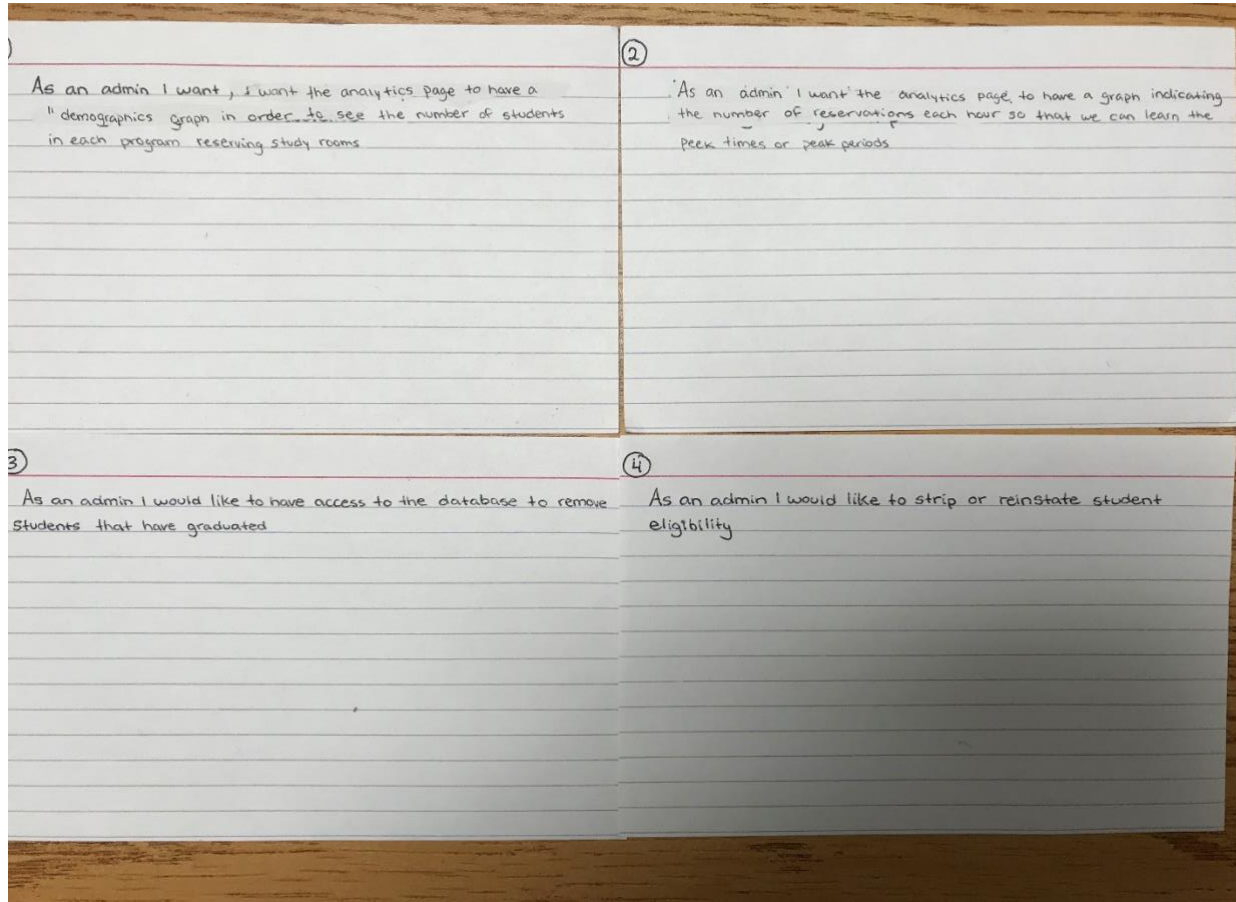 As an admin I want, I want the analytics page to have a
" demographics graph in order to see the number of students
in each program reserving study rooms
2
As an admin I want the analytics page to have a graph indicating
the number of reservations each hour so that we can learn the
peek times or peak periods
3
As an admin I would like to have access to the database to remove
students that have graduated
4
As an admin I would like to strip or reinstate student
eligibility